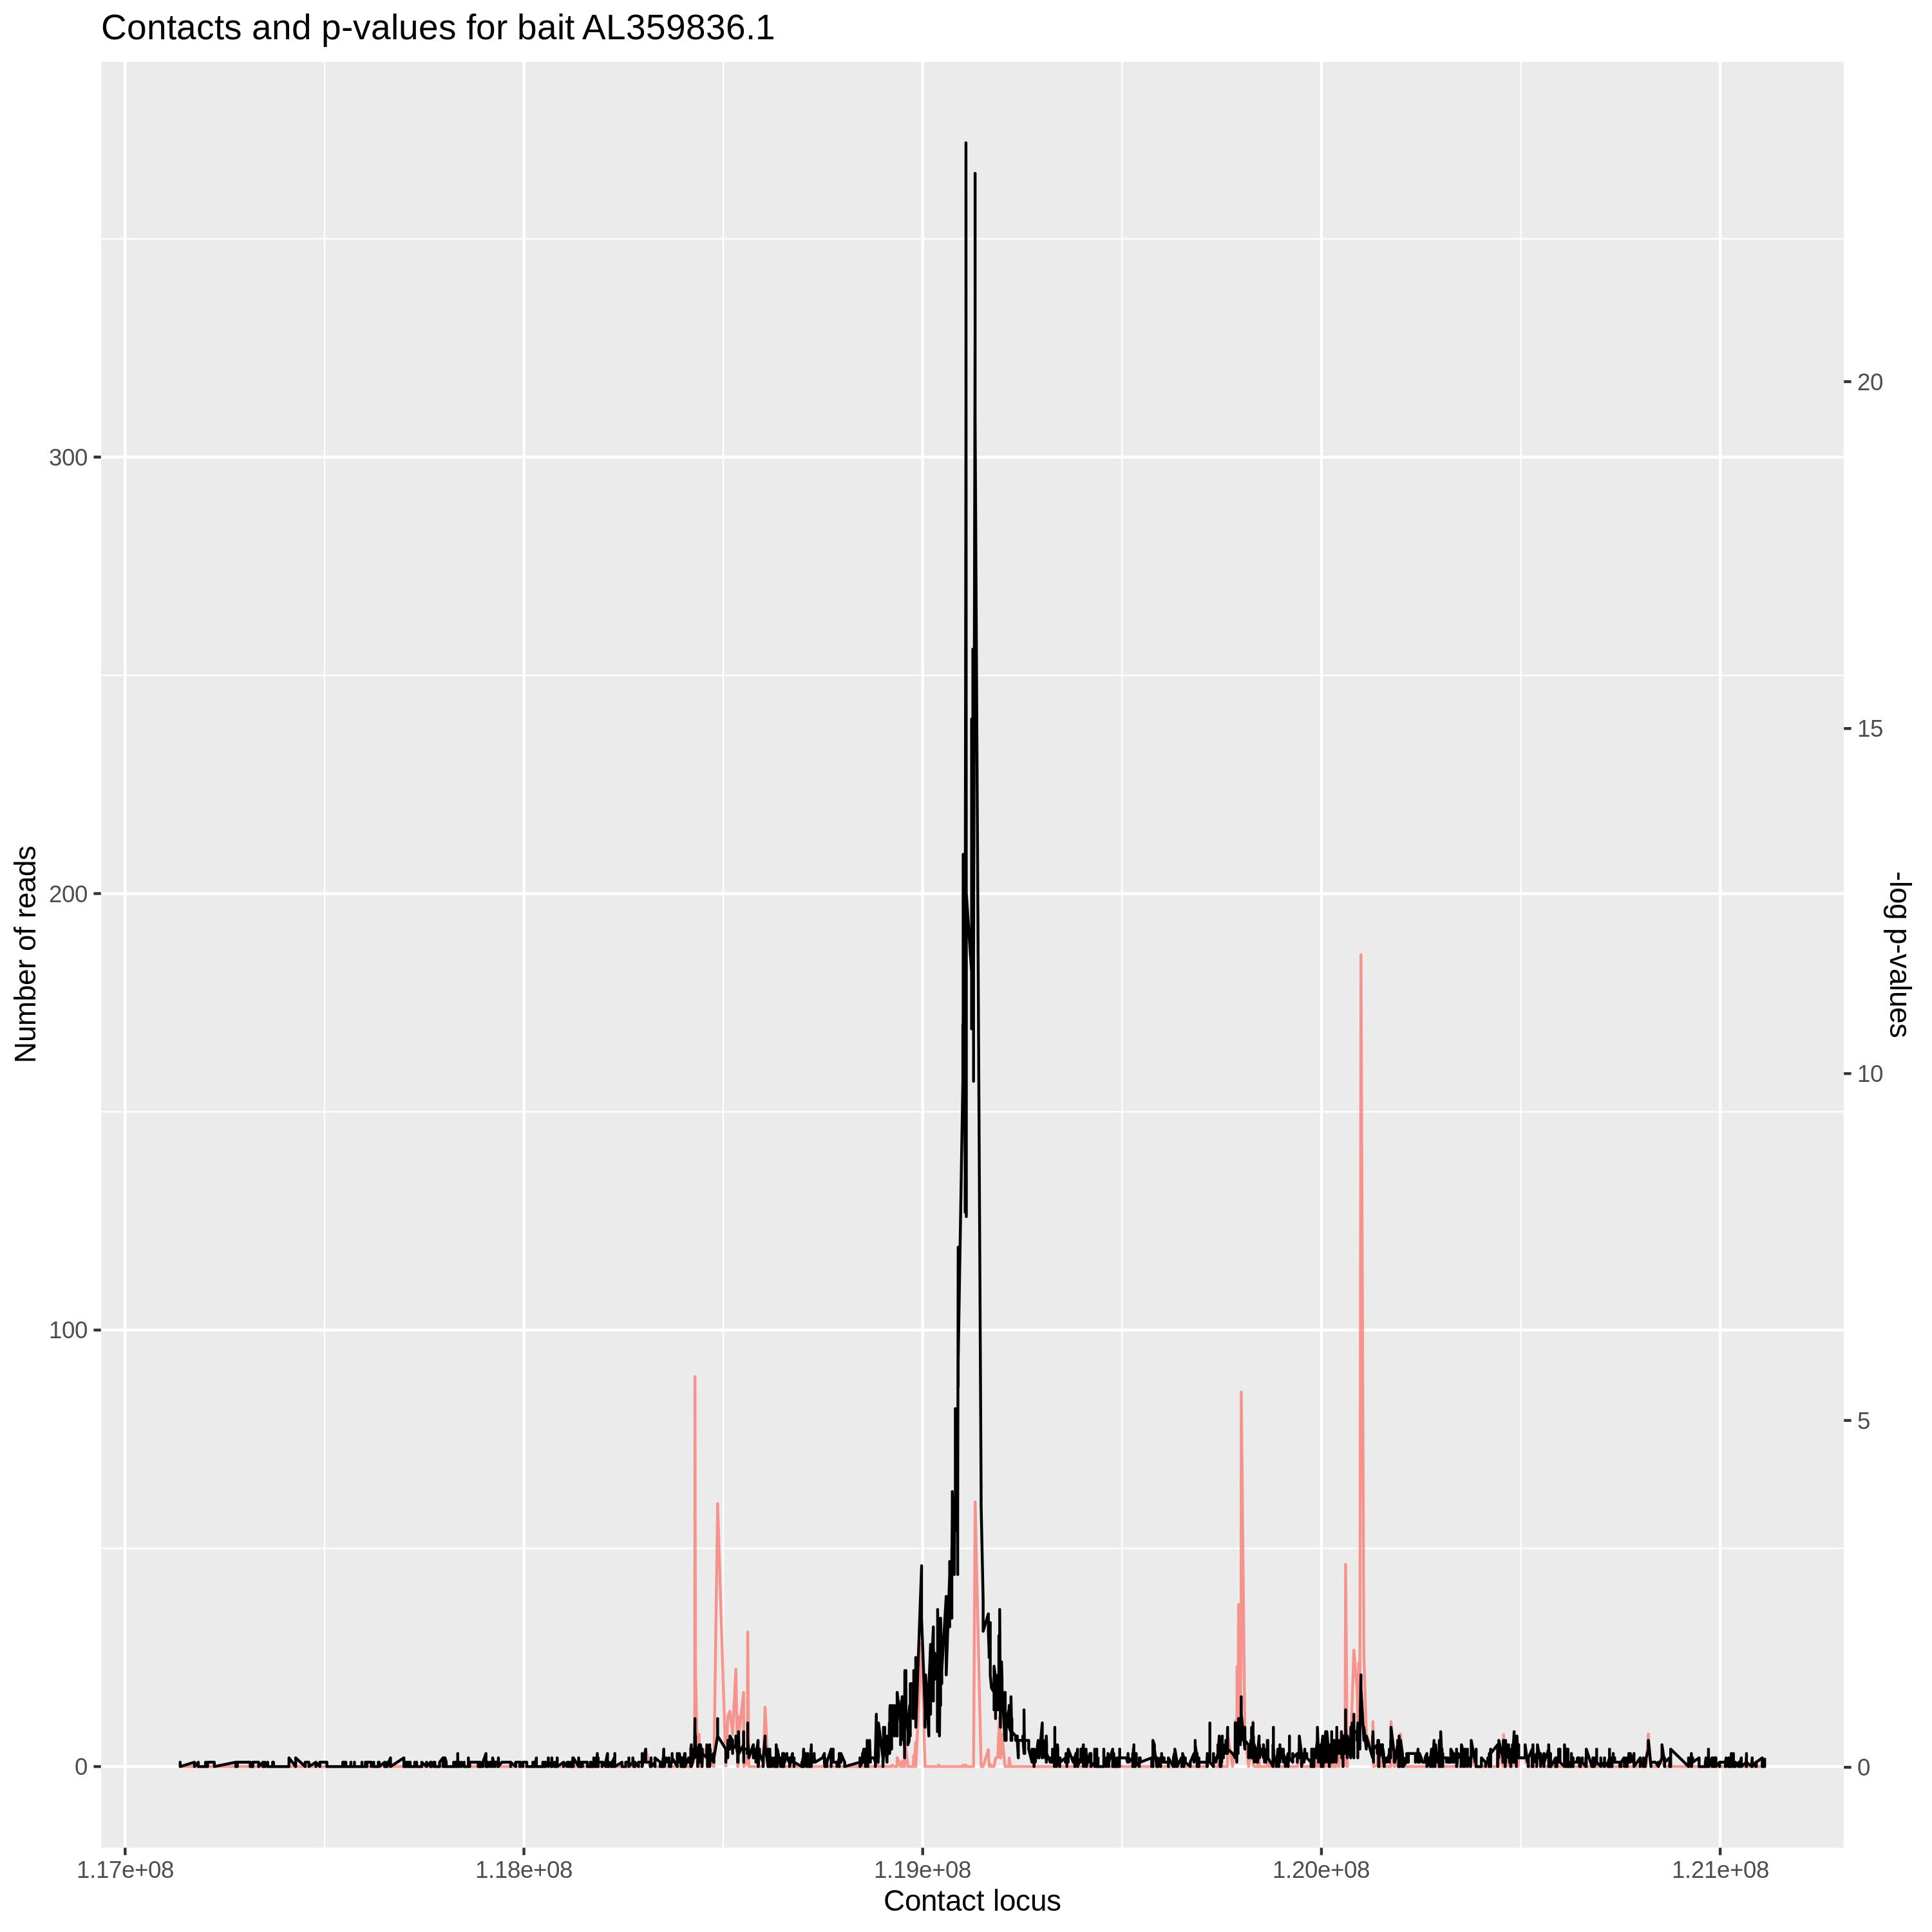 Contacts and p-values for bait AL359836.1
Number of reads
300
200
100
0
20
15
10
5
0
-log p-values
1.17e+08 1.18e+08 1.19e+08 1.20e+08 1.21e+08
Contact locus